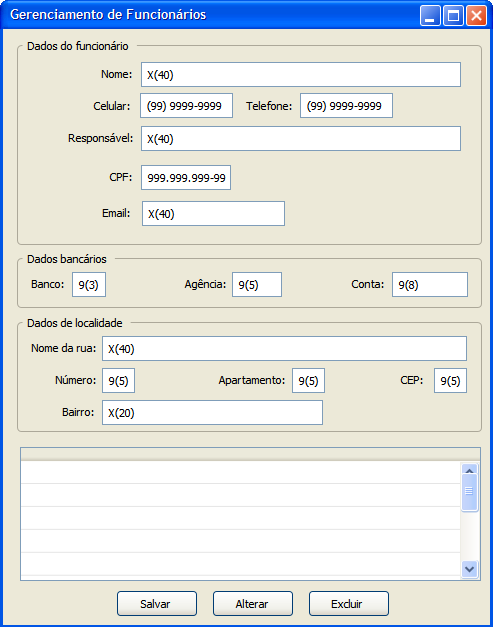 Gerenciamento de Funcionários
Dados do funcionário
Nome: X(40)
Celular: (99) 9999-9999 Telefone: (99) 9999-9999
Responsável: X(40)
CPF: 999.999.999-99
Email: X(40)
Dados bancários
Banco: 9(3) Agência: 9(5) Conta: 9(8)
Dados de localidade
Nome da rua: X(40)
Número: 9(5) Apartamento: 9(5) CEP: 9(5)
Bairro: X(20)
Salvar Alterar Excluir